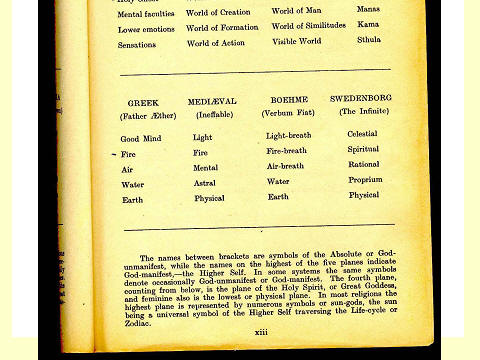 Mental faculties World of Creation World of Man Manas
Lower emotions World of Formation World of Similitudes Kama
Sensations World of Action Visible World Sthula
GREEK MEDIÆVAL BOEHME SWEDENBORG
(Father Æther) (Ineffable) (Verbum Fiat) (The Infinite)
Good Mind Light Light-breath Celestial
Fire Fire Fire-breath Spiritual
Air Mental Air-breath Rational
Water Astral Water Proprium
Earth Physical Earth Physical
The names between brackets are symbols of the Absolute or God-
unmanifest, while the names on the highest of the five planes indicate
God-manifest,—the Higher Self. In some systems the same symbols
denote occasionally God-unmanifest or God-manifest. The fourth plane,
counting from below, is the plane of the Holy Spirit, or Great Goddess,
and feminine also is the lowest or physical plane. In most religions the
highest plane is represented by numerous symbols or sun-gods, the sun
being a universal symbol of the Higher Self traversing the Life-cycle or
Zodiac.
xiii